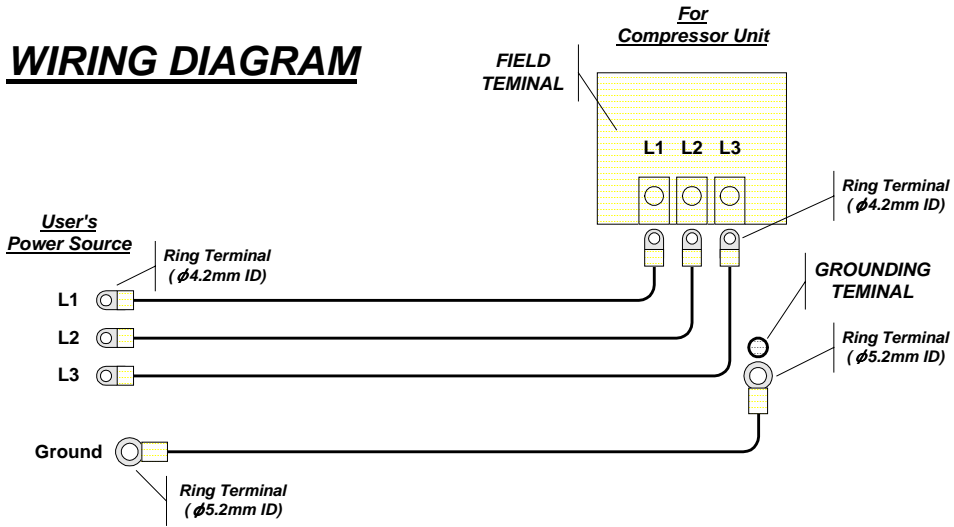 WIRING DIAGRAM
For
Compressor Unit
FIELD
TEMINAL
L1 L2 L3
Ring Terminal
( ϕ4.2mm ID)
User's
Power Source
Ring Terminal
( ϕ4.2mm ID)
GROUNDING
TEMINAL
L1
L2
L3
Ring Terminal
( ϕ5.2mm ID)
Ground
Ring Terminal
( ϕ5.2mm ID)